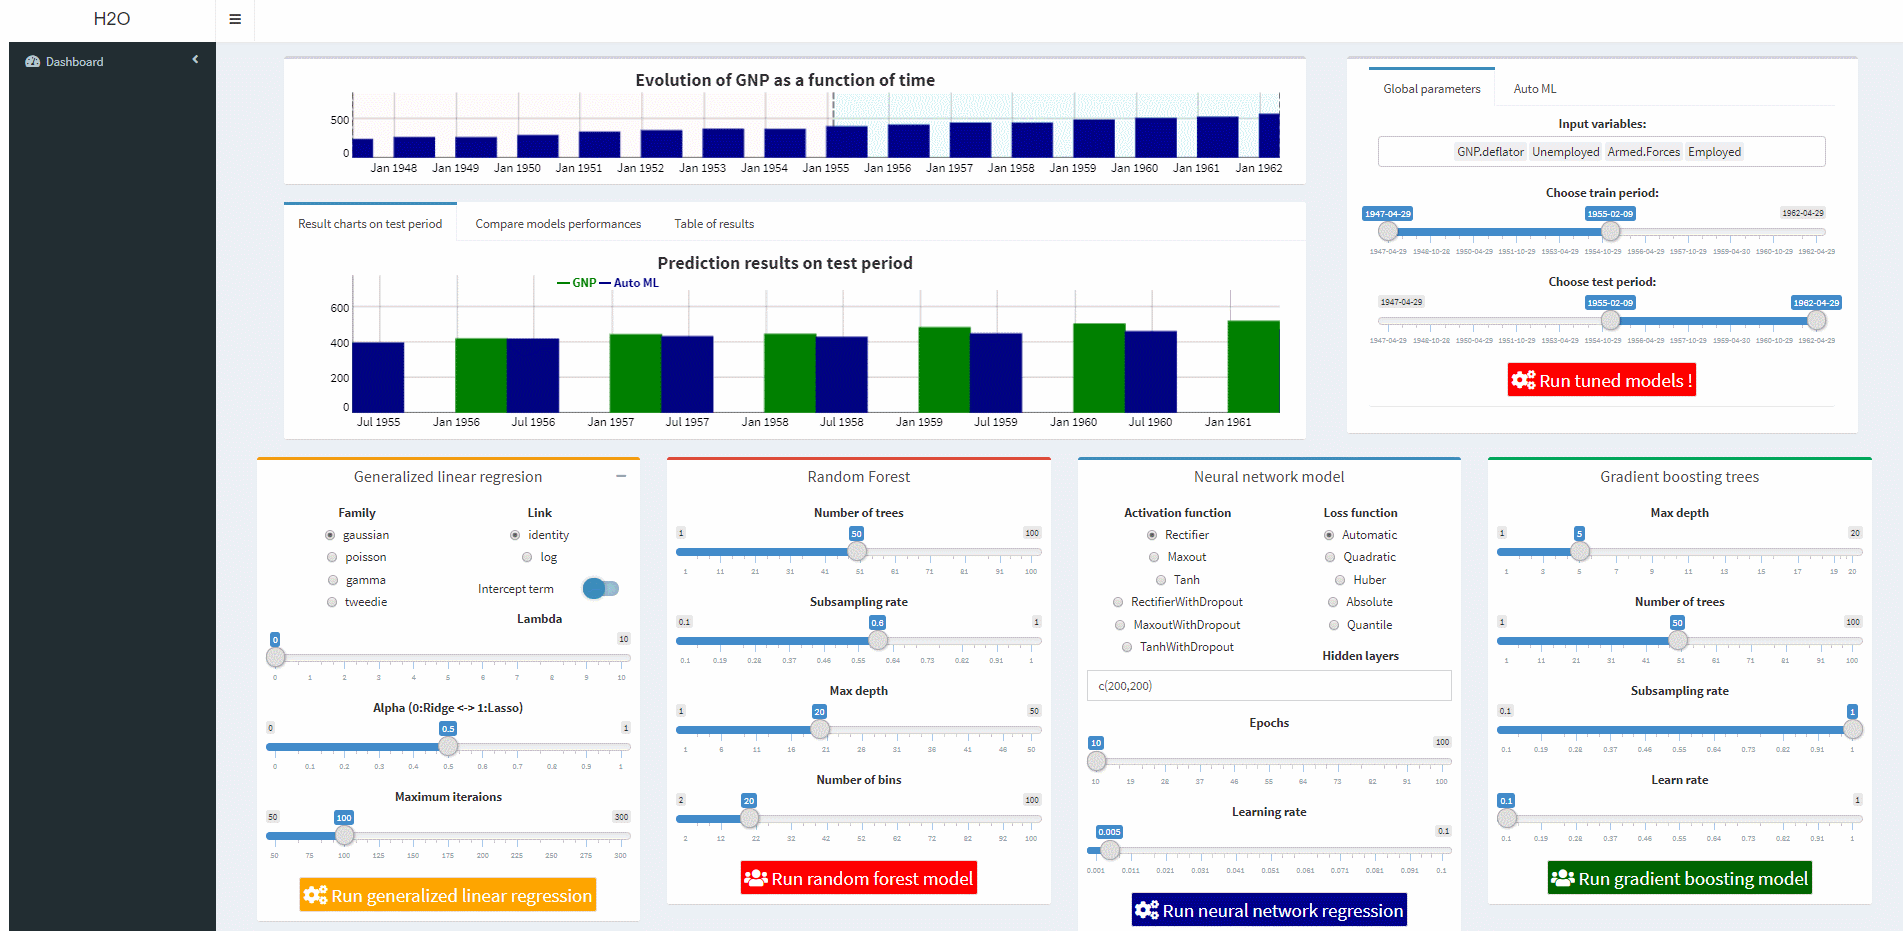 H2O
Dashboard
Evolution of GNP as a function of time
500
0
Jan 1948 Jan 1949 Jan 1950 Jan 1951 Jan 1952 Jan 1953 Jan 1954 Jan 1955 Jan 1956 Jan 1957 Jan 1958 Jan 1959 Jan 1960 Jan 1961 Jan 1962
Result charts on test period Compare models performances Table of results
Prediction results on test period
GNP Auto ML
600
400
200
0
Jul 1955 Jan 1956 Jul 1956 Jan 1957 Jul 1957 Jan 1958 Jul 1958 Jan 1959 Jul 1959 Jan 1960 Jul 1960 Jan 1961
Global parameters Auto ML
Input variables:
GNP.deflator Unemployed Armed.Forces Employed
Choose train period:
1947-04-29 1955-02-09 1962-04-29
1947-04-29 1948-10-28 1950-04-29 1951-10-29 1953-04-29 1954-10-29 1956-04-29 1957-10-29 1959-04-30 1960-10-29 1962-04-29
Choose test period:
1947-04-29 1955-02-09 1962-04-29
1947-04-29 1948-10-28 1950-04-29 1951-10-29 1953-04-29 1954-10-29 1956-04-29 1957-10-29 1959-04-30 1960-10-29 1962-04-29
Run tuned models !
Generalized linear regresion
Family Link
gaussian identity
poisson log
gamma
Intercept term
tweedie
Lambda
0 10
0 1 2 3 4 5 6 7 8 9 10
Alpha (0:Ridge <-> 1:Lasso)
0 0.5 1
0 0.1 0.2 0.3 0.4 0.5 0.6 0.7 0.8 0.9 1
Maximum iteraions
50 100 300
50 75 100 125 150 175 200 225 250 275 300
Run generalized linear regression
Random Forest
Number of trees
1 50 100
1 11 21 31 41 51 61 71 81 91 100
Subsampling rate
0.1 0.6 1
0.1 0.19 0.28 0.37 0.46 0.55 0.64 0.73 0.82 0.91 1
Max depth
1 20 50
1 6 11 16 21 26 31 36 41 46 50
Number of bins
2 20 100
2 12 22 32 42 52 62 72 82 92 100
Run random forest model
Neural network model
Activation function Loss function
Rectifier Automatic
Maxout Quadratic
Tanh Huber
RectifierWithDropout Absolute
MaxoutWithDropout Quantile
TanhWithDropout
Hidden layers
c(200,200)
Epochs
10 100
10 19 28 37 46 55 64 73 82 91 100
Learning rate
0.005 0.1
0.001 0.011 0.021 0.031 0.041 0.051 0.061 0.071 0.081 0.091 0.1
Run neural network regression
Gradient boosting trees
Max depth
1 5 20
1 3 5 7 9 11 13 15 17 19 20
Number of trees
1 50 100
1 11 21 31 41 51 61 71 81 91 100
Subsampling rate
0.1 1
0.1 0.19 0.28 0.37 0.46 0.55 0.64 0.73 0.82 0.91 1
Learn rate
0.1 1
0.1 0.19 0.28 0.37 0.46 0.55 0.64 0.73 0.82 0.91 1
Run gradient boosting model